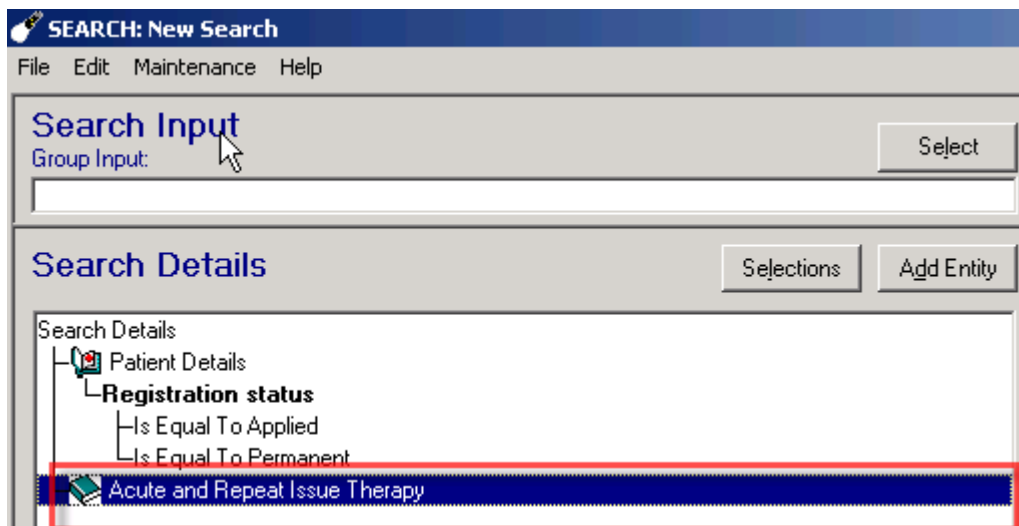 SEARCH: New Search
File Edit Maintenance Help
Search Input
Group Input:
Select
Search Details
Selections
Add Entity
Search Details
Patient Details
Registration status
Is Equal To Applied
Is Equal To Permanent
Acute and Repeat Issue Therapy